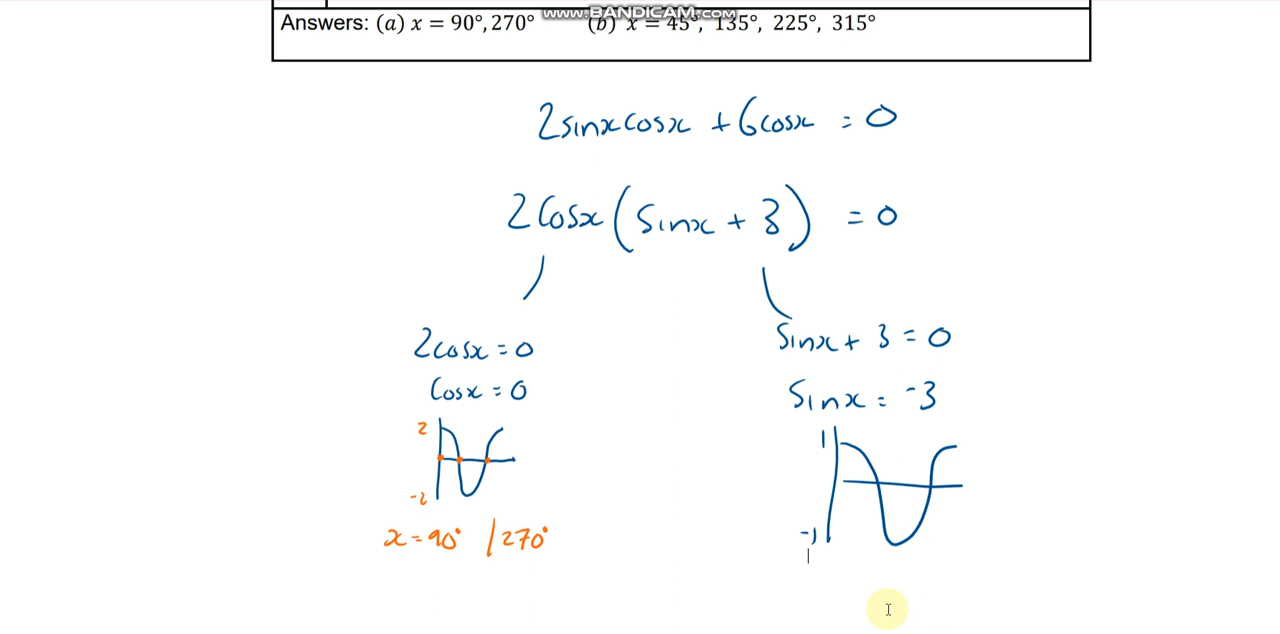 www.BANDICAM.com
Answers: (a) x = 90°, 270° (b) x = 45°, 135°, 225°, 315°
2sinxcosx + 6cosx = 0
2cosx(sinx + 3) = 0
2cosx = 0
sinx + 3 = 0
cosx = 0
sinx = -3
2
1
-2
-1
x = 90° / 270°